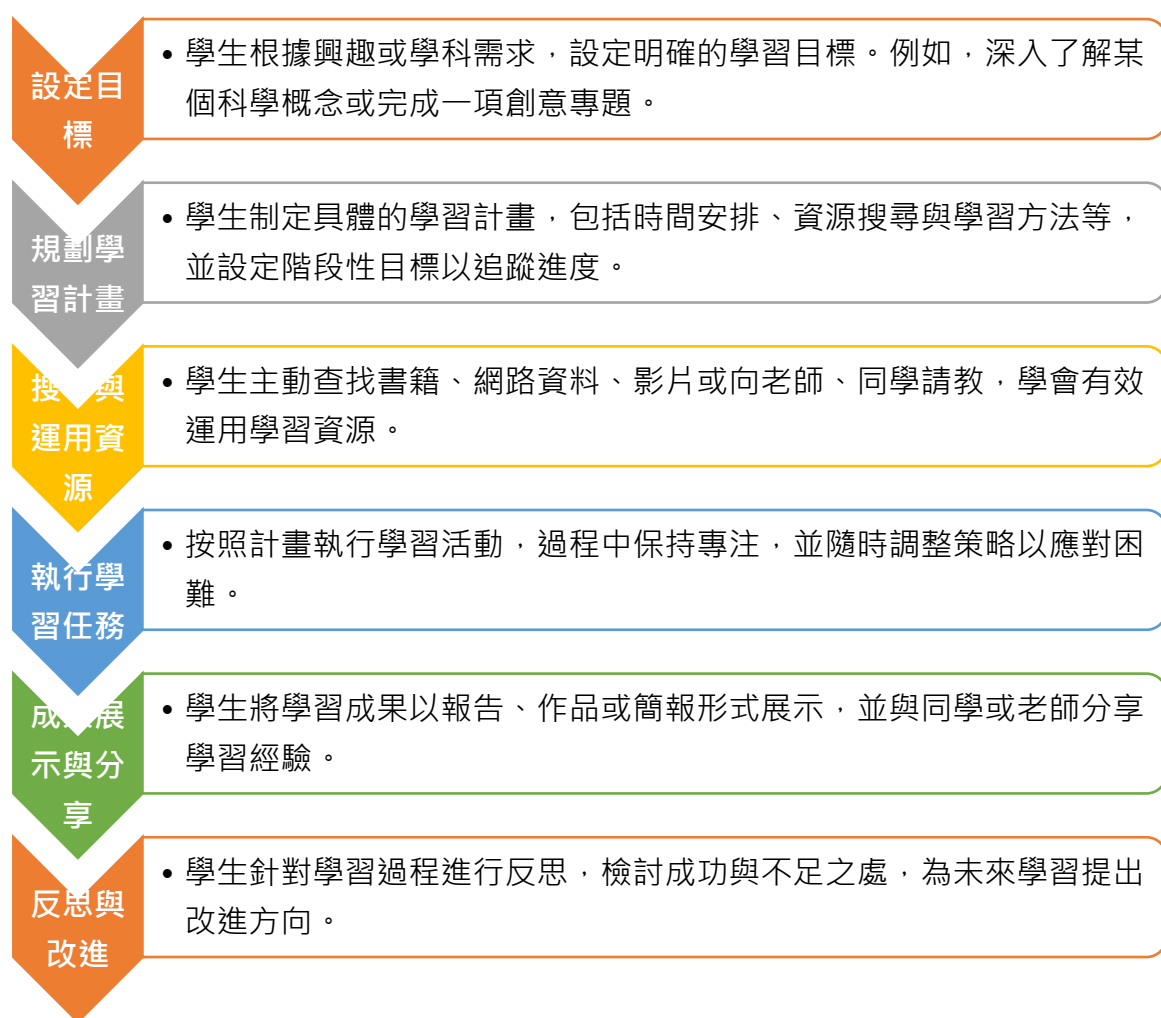 設定目
標
• 學生根據興趣或學科需求，設定明確的學習目標。例如，深入了解某
個科學概念或完成一項創意專題。
規劃學
習計畫
• 學生制定具體的學習計畫，包括時間安排、資源搜尋與學習方法等，
並設定階段性目標以追蹤進度。
搜 與
運用資
源
• 學生主動查找書籍、網路資料、影片或向老師、同學請教，學會有效
運用學習資源。
執行學
習任務
• 按照計畫執行學習活動，過程中保持專注，並隨時調整策略以應對困
難。
成 展
示與分
享
• 學生將學習成果以報告、作品或簡報形式展示，並與同學或老師分享
學習經驗。
反思與
改進
• 學生針對學習過程進行反思，檢討成功與不足之處，為未來學習提出
改進方向。